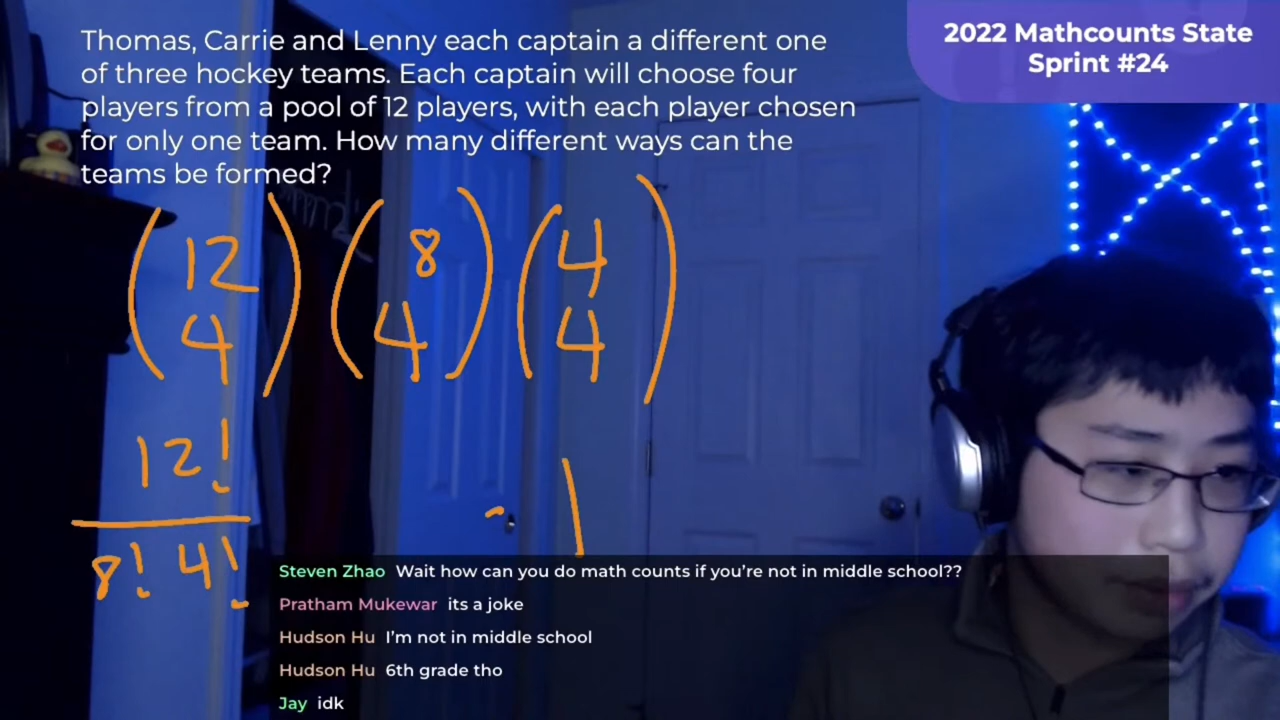 Thomas, Carrie and Lenny each captain a different one
of three hockey teams. Each captain will choose four
players from a pool of 12 players, with each player chosen
for only one team. How many different ways can the
teams be formed?
2022 Mathcounts State
Sprint #24
(12 4) (8 4) (4 4)
12!
8! 4!
· 1
Steven Zhao Wait how can you do math counts if you're not in middle school??
Pratham Mukewar its a joke
Hudson Hu I'm not in middle school
Hudson Hu 6th grade tho
Jay idk